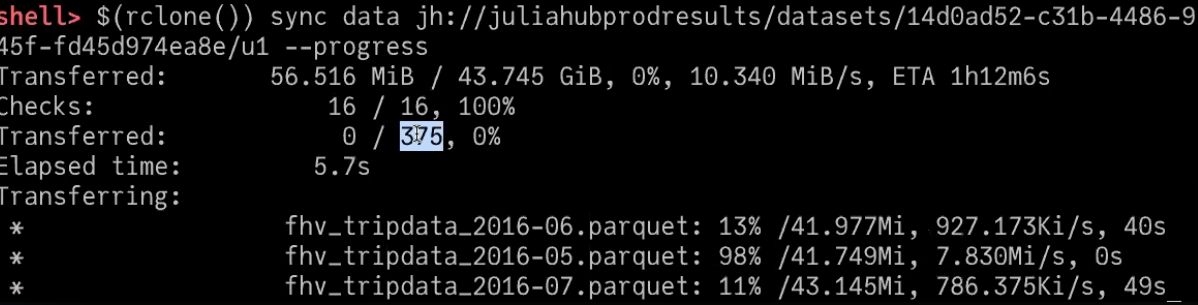 shell> $(rclone()) sync data jh://juliahubprodresults/datasets/14d0ad52-c31b-4486-9
45f-fd45d974ea8e/u1 --progress
Transferred: 56.516 MiB / 43.745 GiB, 0%, 10.340 MiB/s, ETA 1h12m6s
Checks: 16 / 16, 100%
Transferred: 0 / 375, 0%
Elapsed time: 5.7s
Transferring:
* fhv_tripdata_2016-06.parquet: 13% /41.977Mi, 927.173Ki/s, 40s
* fhv_tripdata_2016-05.parquet: 98% /41.749Mi, 7.830Mi/s, 0s
* fhv_tripdata_2016-07.parquet: 11% /43.145Mi, 786.375Ki/s, 49s_